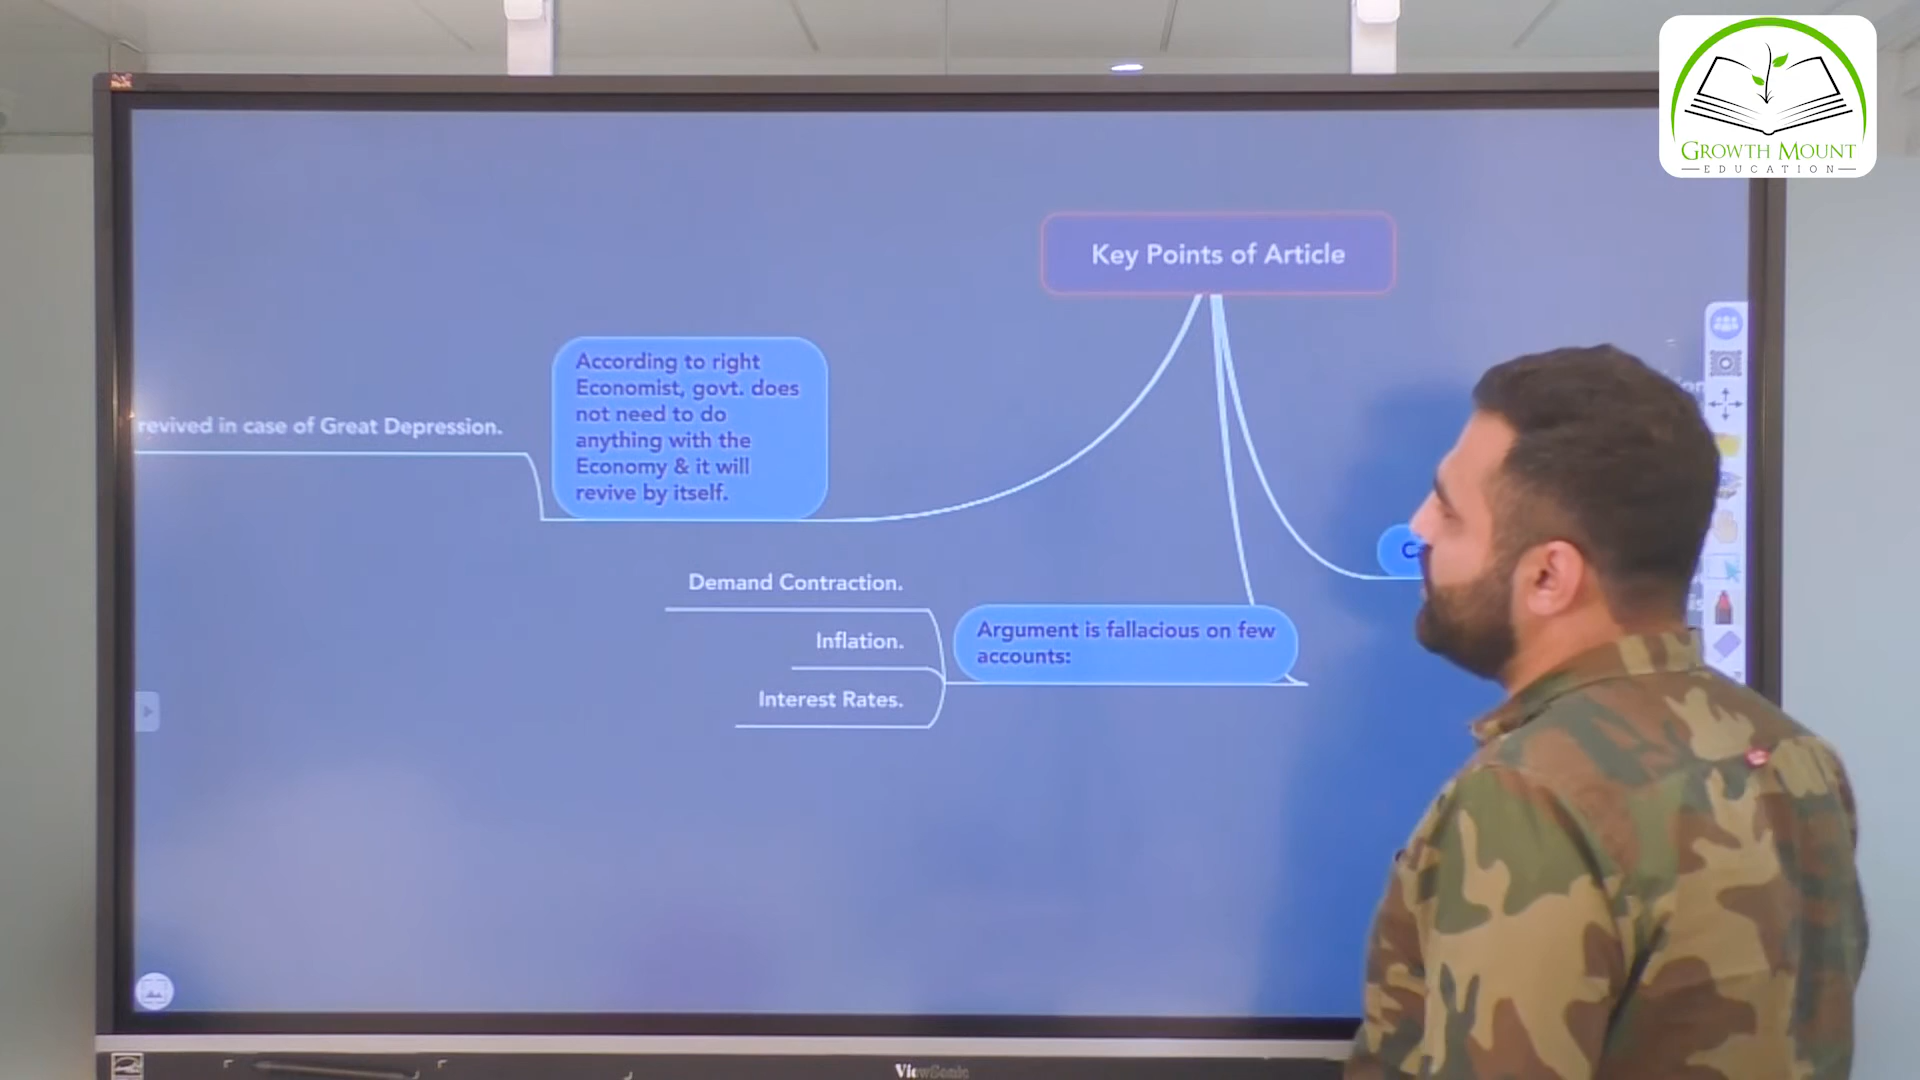 GROWTH MOUNT
EDUCATION
Key Points of Article
According to right
Economist, govt. does
not need to do
anything with the
Economy & it will
revive by itself.
revived in case of Great Depression.
Demand Contraction.
Inflation.
Interest Rates.
Argument is fallacious on few
accounts:
ViewSonic